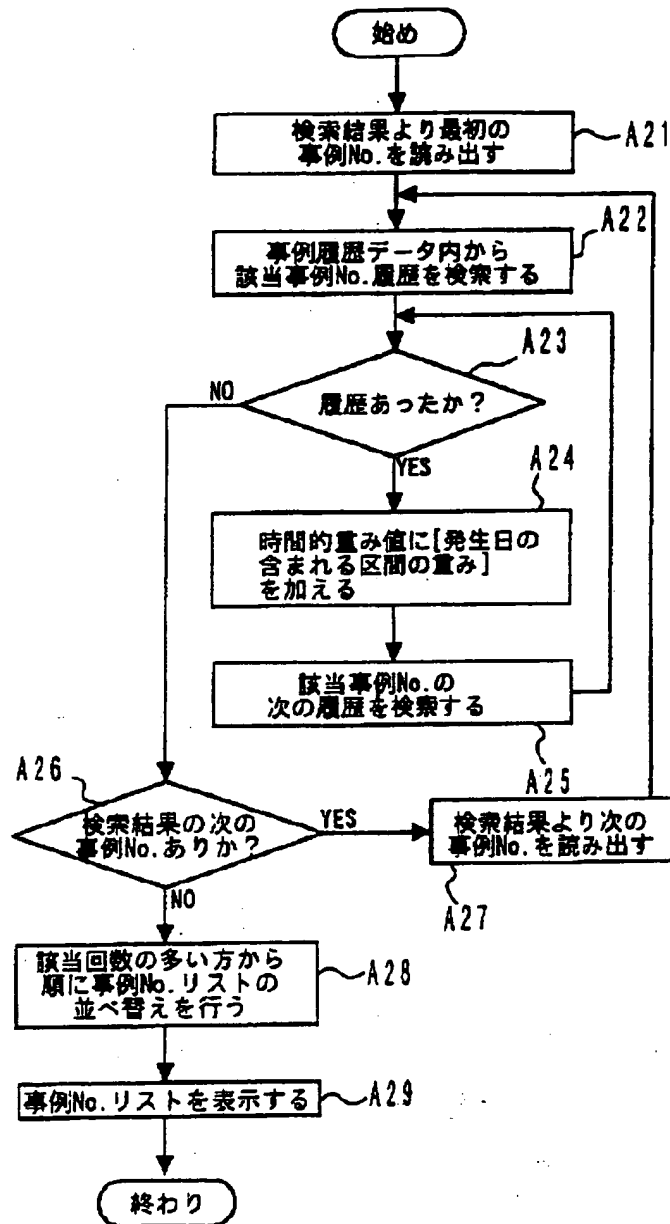 始め
検索結果より最初の
事例No.を読み出す
A21
A22
事例履歴データ内から
該当事例No.履歴を検索する
A23
履歴あったか？
NO
YES
A24
時間的重み値に[発生日の
含まれる区間の重み]
を加える
該当事例No.の
次の履歴を検索する
A25
A26
検索結果の次の
事例No.ありか？
YES
NO
検索結果より次の
事例No.を読み出す
A27
該当回数の多い方から
順に事例No.リストの
並べ替えを行う
A28
事例No.リストを表示する
A29
終わり